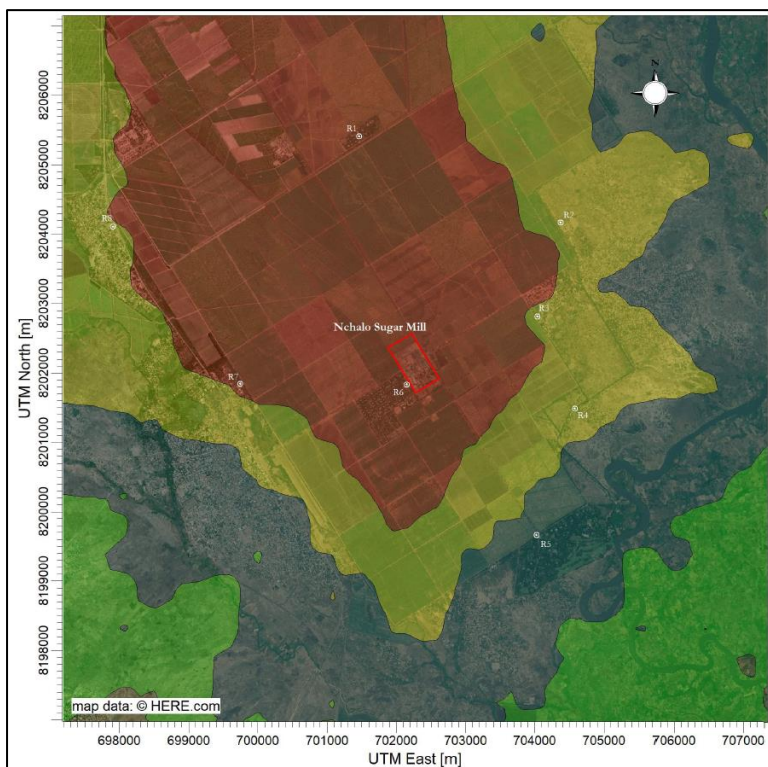 N
UTM North [m]
8206000
8205000
8204000
8203000
8202000
8201000
8200000
8199000
8198000
R1
R2
R8
R3
Nchalo Sugar Mill
R7
R6
R4
R5
map data: © HERE.com
698000 699000 700000 701000 702000 703000 704000 705000 706000 707000
UTM East [m]